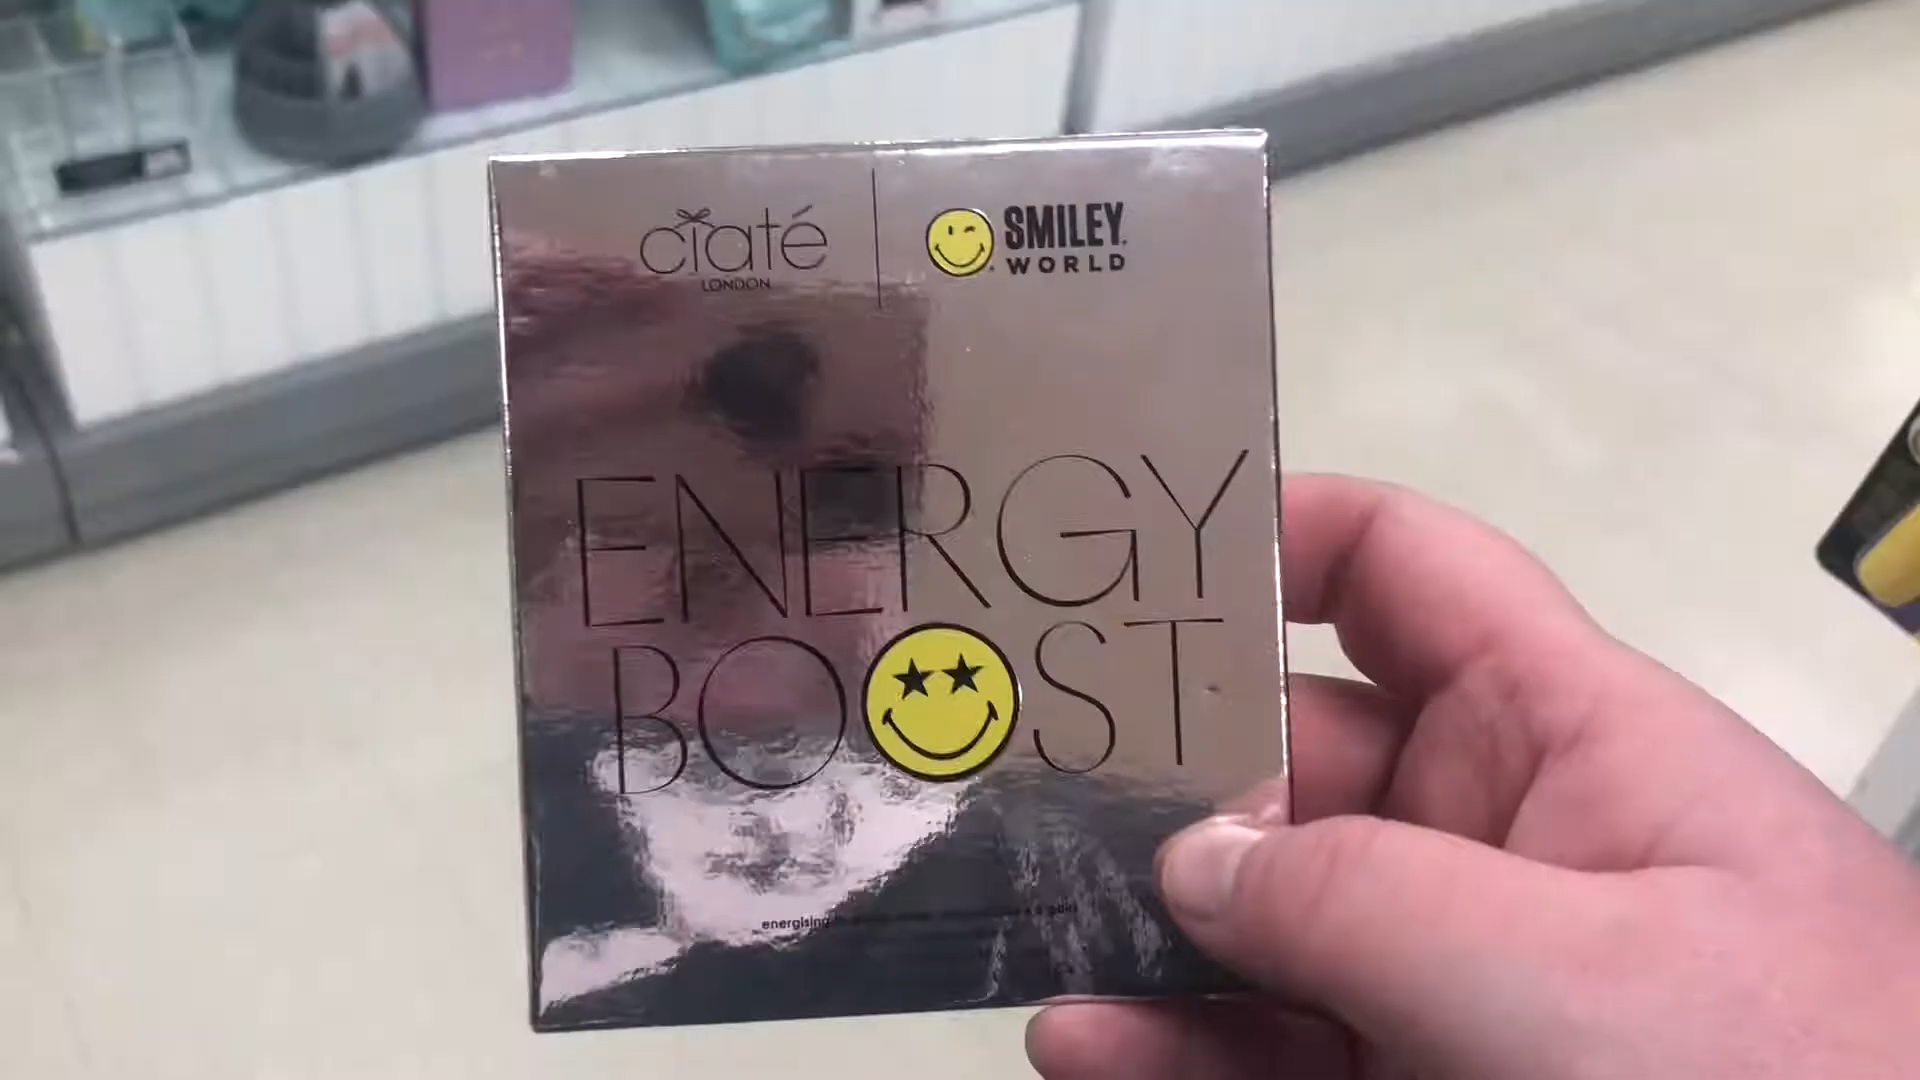 ciaté
LONDON
SMILEY
WORLD
ENERGY
BOOST
energising